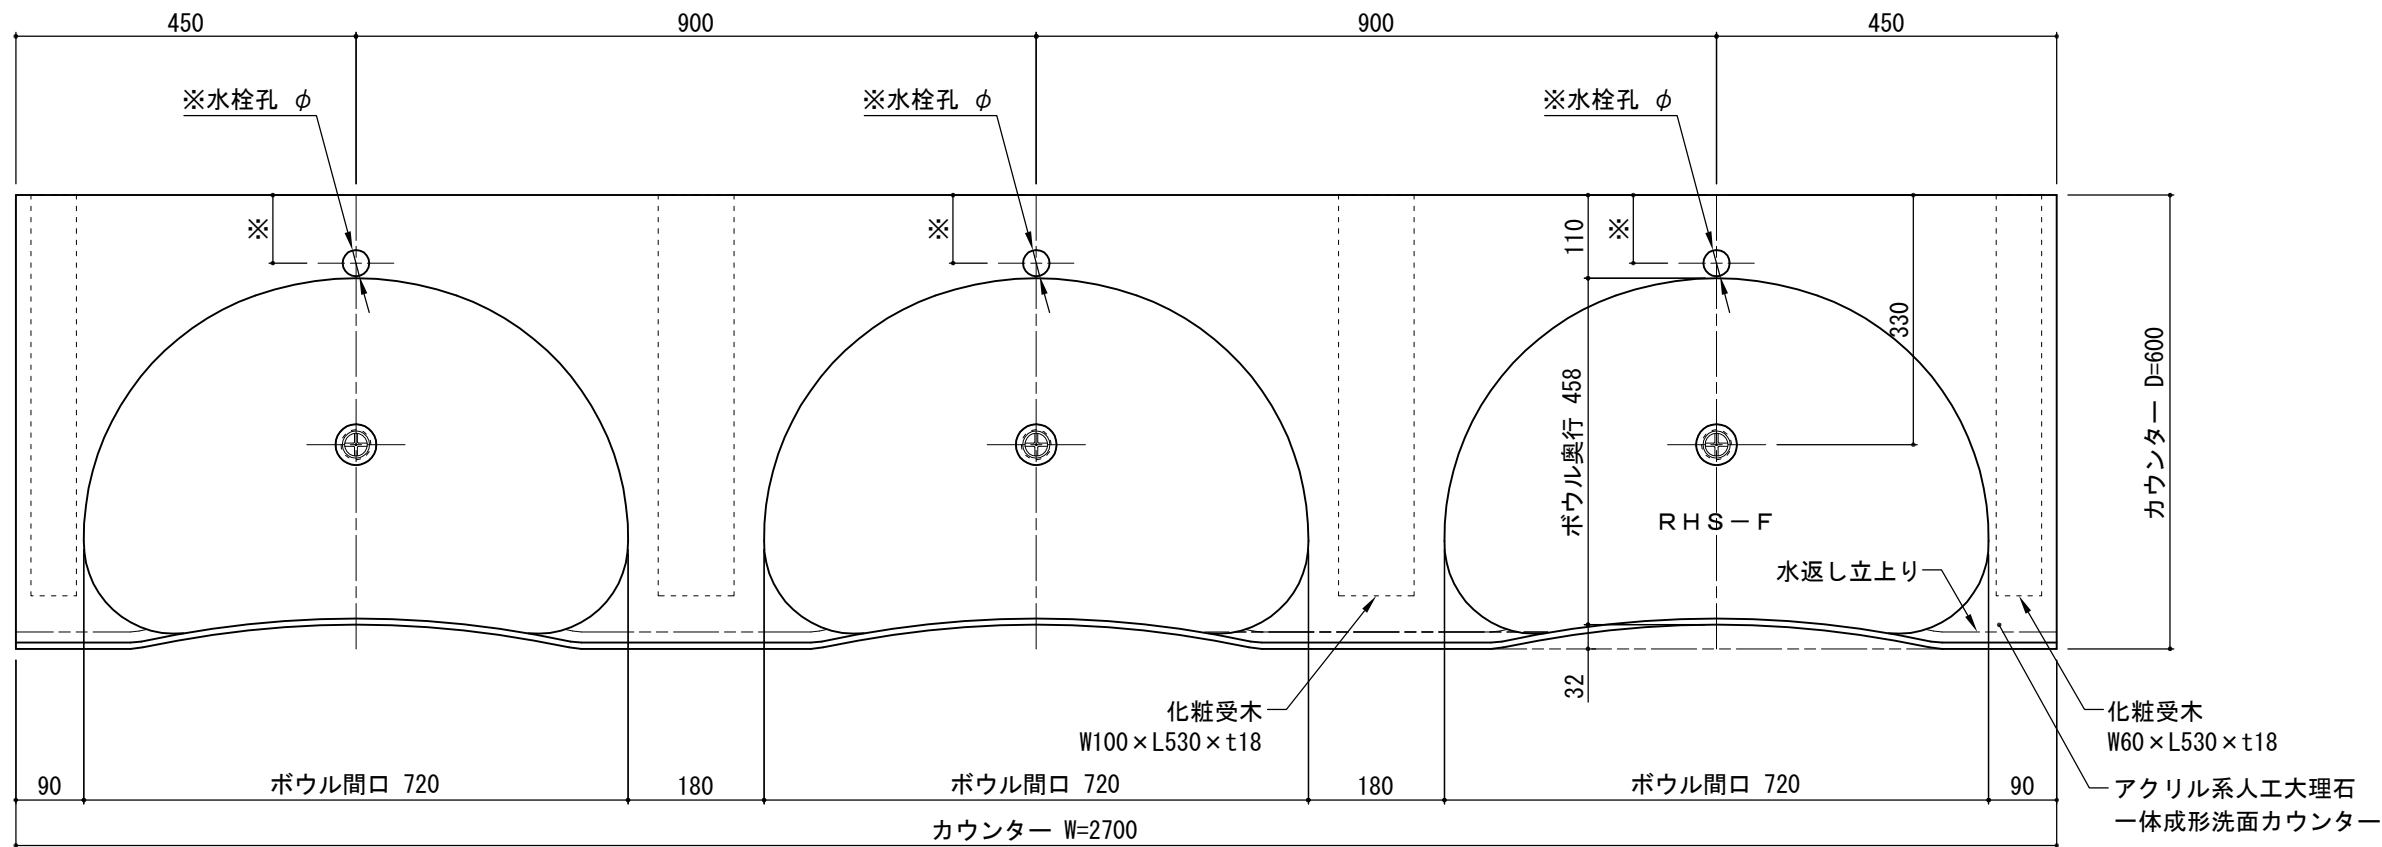 450 900 900 450
※水栓孔 φ ※水栓孔 φ ※水栓孔 φ
※ ※ 110 ※
330
ボウル奥行 458
カウンター D=600
RHS-F
水返し立上り
32
化粧受木 化粧受木
W100×L530×t18 W60×L530×t18
90 ボウル間口 720 180 ボウル間口 720 180 ボウル間口 720 90
アクリル系人工大理石
一体成形洗面カウンター
カウンター W=2700